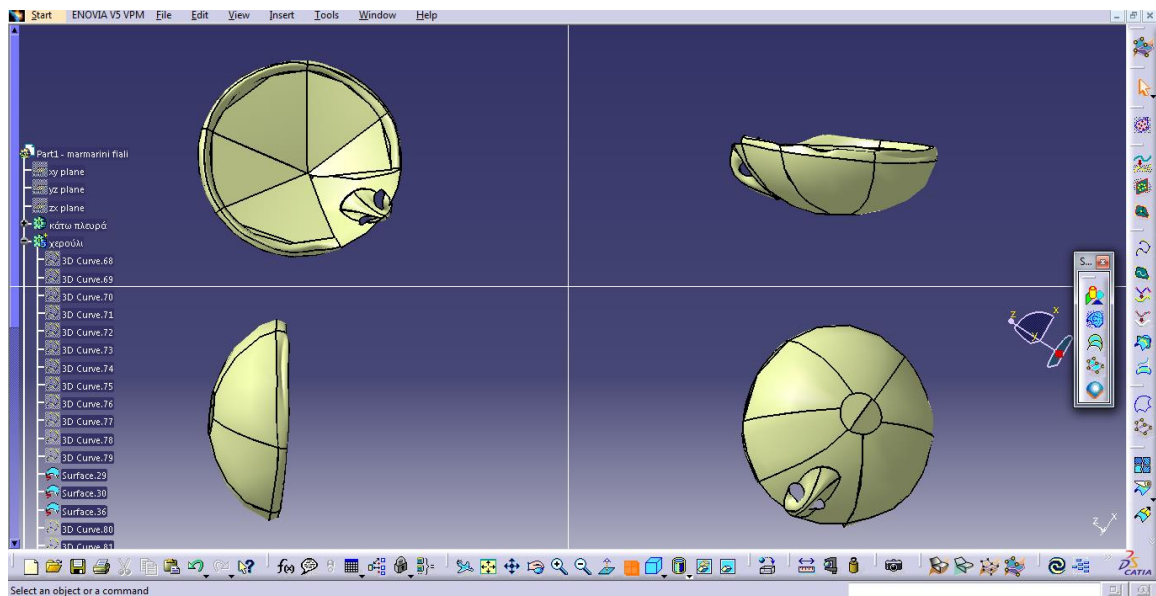 Start ENOVIA V5 VPM File Edit View Insert Tools Window Help
Part1 - marmarini fiali
xy plane
yz plane
zx plane
κάτω πλευρά
χερούλι
3D Curve.68
3D Curve.69
3D Curve.70
3D Curve.71
3D Curve.72
3D Curve.73
3D Curve.74
3D Curve.75
3D Curve.76
3D Curve.77
3D Curve.78
3D Curve.79
Surface.29
Surface.30
Surface.36
3D Curve.80
3D Curve.81
S...
z x
y
z x
y
f(x)
CATIA
Select an object or a command